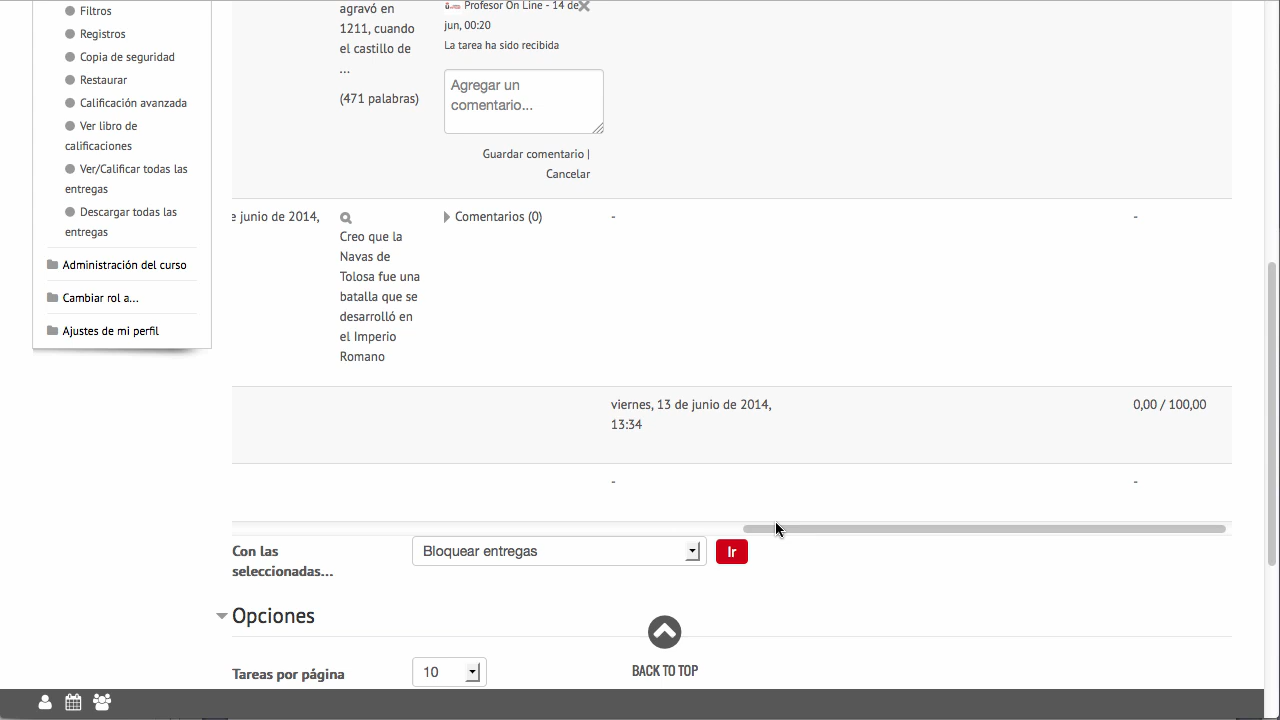 Filtros
Registros
Copia de seguridad
Restaurar
Calificación avanzada
Ver libro de
calificaciones
Ver/Calificar todas las
entregas
Descargar todas las
entregas
Administración del curso
Cambiar rol a...
Ajustes de mi perfil
agravó en
1211, cuando
el castillo de
...
(471 palabras)
Profesor On Line - 14 de
jun, 00:20
La tarea ha sido recibida
Agregar un
comentario...
Guardar comentario |
Cancelar
e junio de 2014,
Creo que la
Navas de
Tolosa fue una
batalla que se
desarrolló en
el Imperio
Romano
Comentarios (0)
-
-
viernes, 13 de junio de 2014,
13:34
0,00 / 100,00
-
-
Con las
seleccionadas...
Bloquear entregas
Ir
Opciones
Tareas por página
10
BACK TO TOP